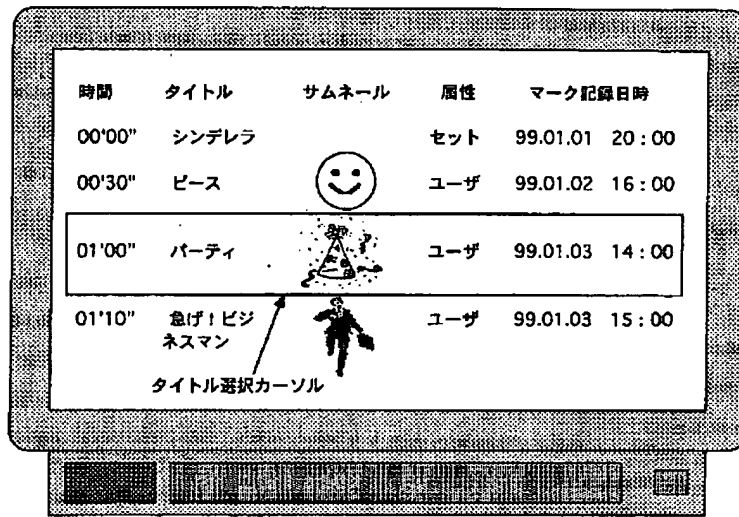 時間 タイトル サムネール 属性 マーク記録日時
00'00" シンデレラ セット 99.01.01 20:00
00'30" ピース ユーザ 99.01.02 16:00
01'00" パーティ ユーザ 99.01.03 14:00
01'10" 急げ!ビジ ユーザ 99.01.03 15:00
ネスマン
タイトル選択カーソル